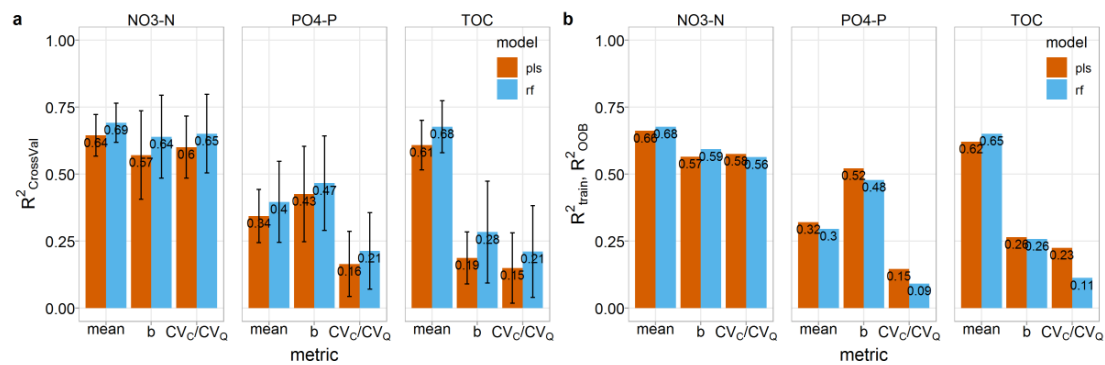 a
NO3-N PO4-P TOC
R²CrossVal
1.00
0.75
0.50
0.25
0.00
0.64 0.69 0.57 0.64 0.6 0.65
0.34 0.4 0.43 0.47 0.16 0.21
0.61 0.68 0.19 0.28 0.15 0.21
model
pls
rf
mean b CVC/CVQ mean b CVC/CVQ mean b CVC/CVQ
metric
b
NO3-N PO4-P TOC
R²train, R²OOB
1.00
0.75
0.50
0.25
0.00
0.66 0.68 0.57 0.59 0.58 0.56
0.32 0.3 0.52 0.48 0.15 0.09
0.62 0.65 0.26 0.26 0.23 0.11
model
pls
rf
mean b CVC/CVQ mean b CVC/CVQ mean b CVC/CVQ
metric